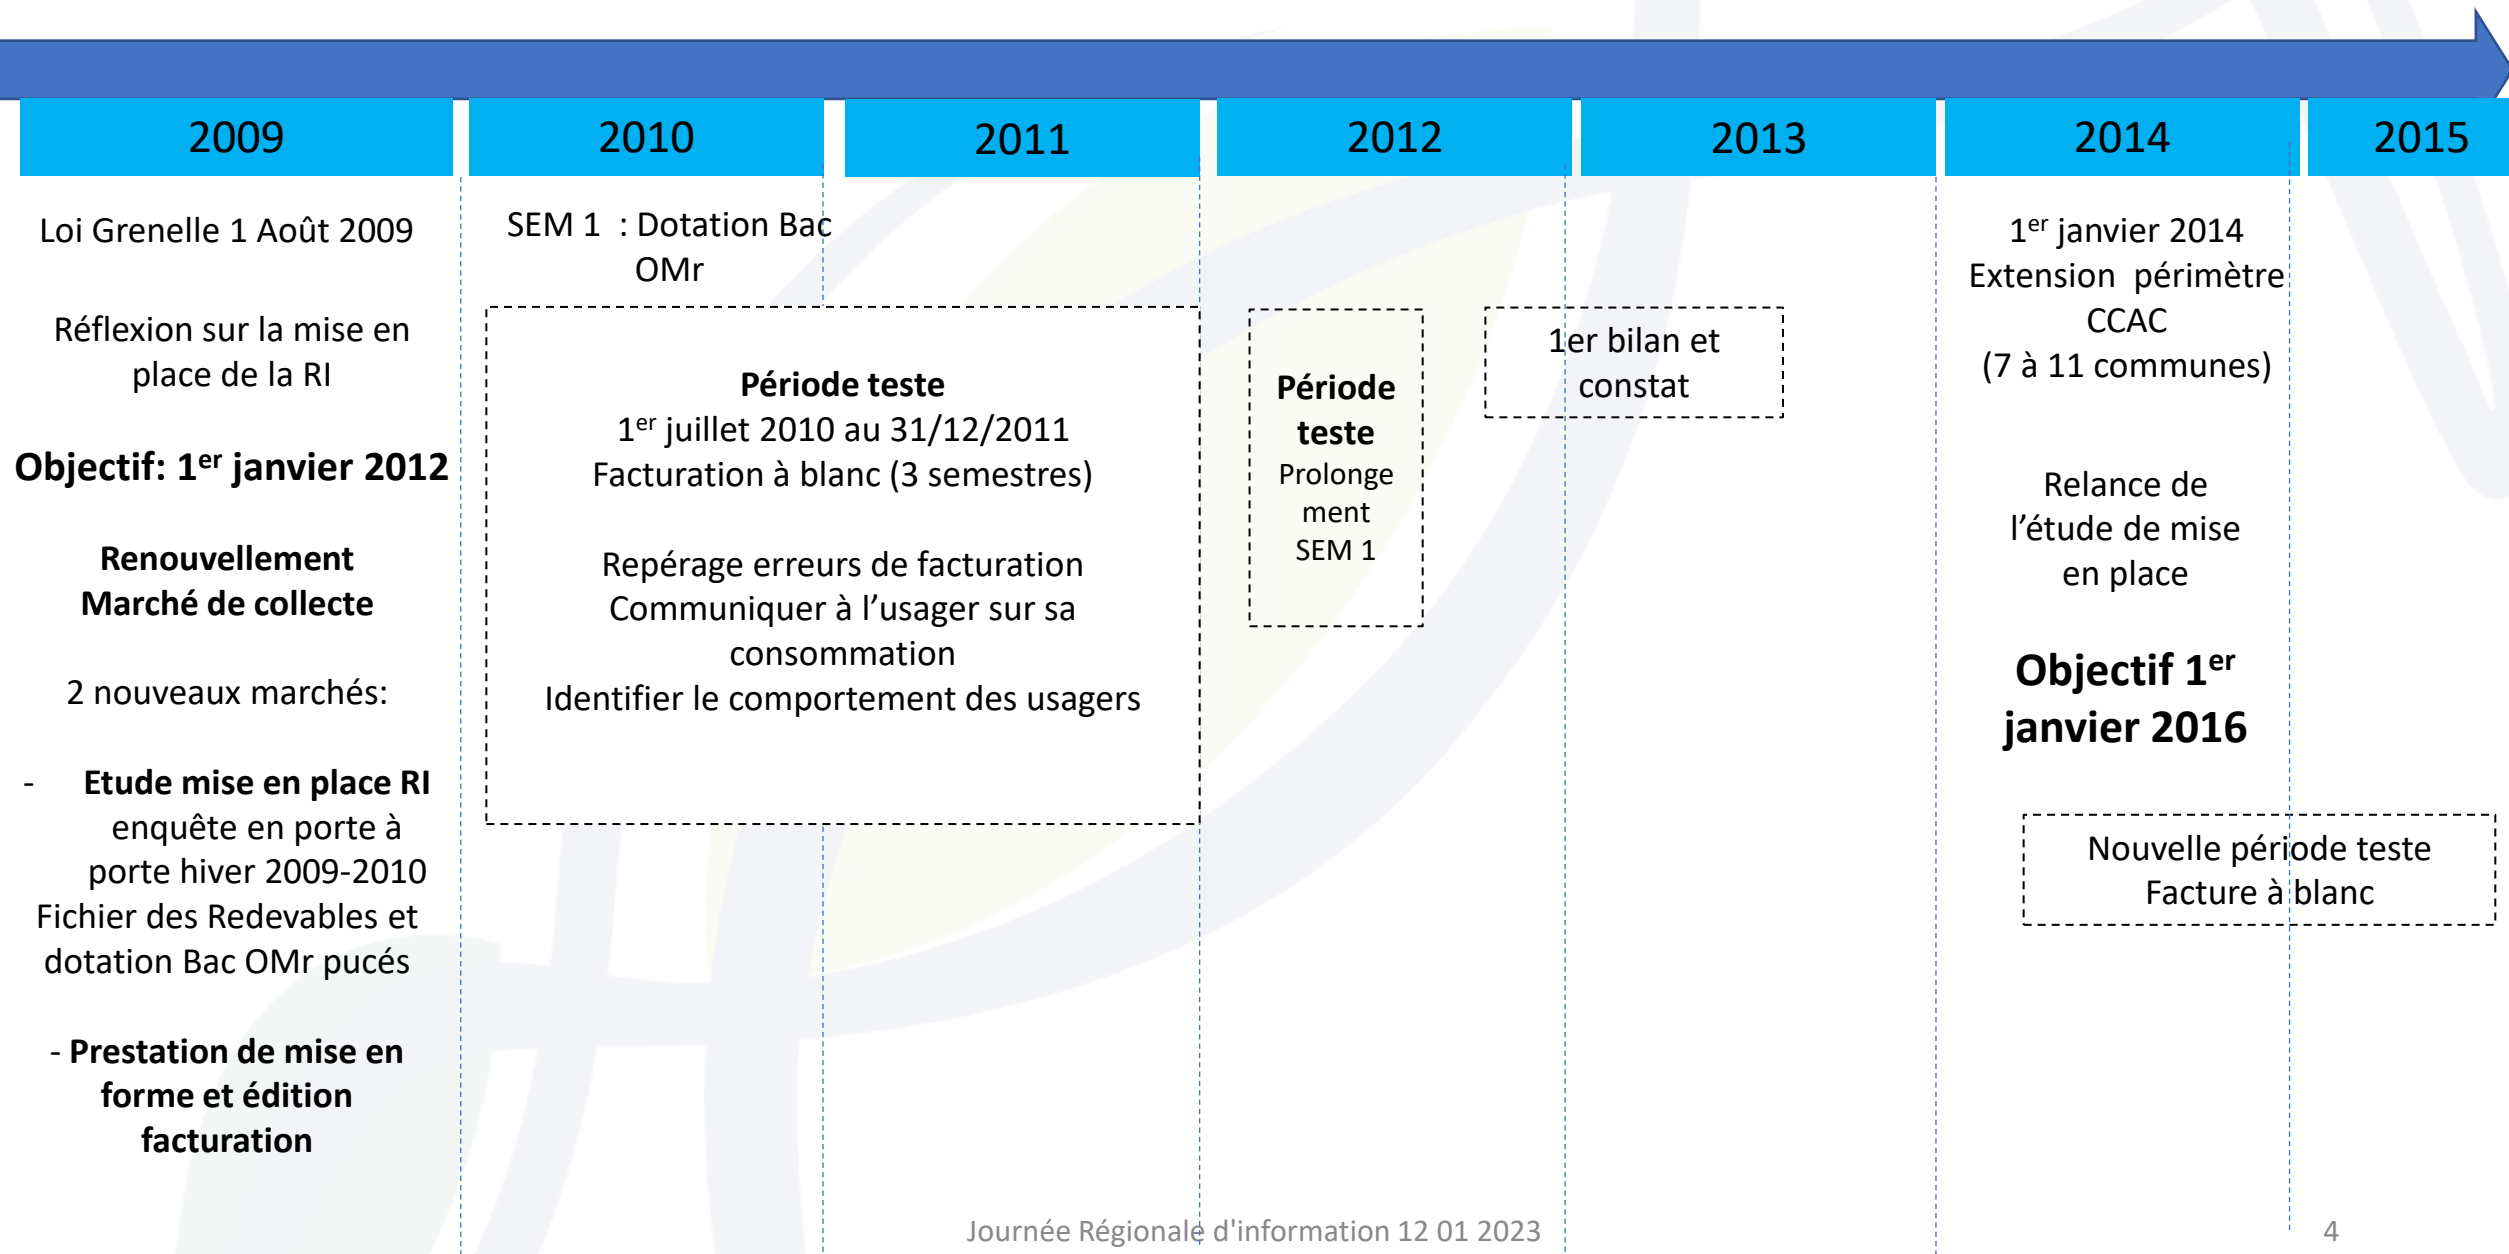 2009
2010
2011
2012
2013
2014
2015
Loi Grenelle 1 Août 2009
Réflexion sur la mise en
place de la RI
Objectif: 1er janvier 2012
Renouvellement
Marché de collecte
2 nouveaux marchés:
- Etude mise en place RI
enquête en porte à
porte hiver 2009-2010
Fichier des Redevables et
dotation Bac OMr pucés
- Prestation de mise en
forme et édition
facturation
SEM 1 : Dotation Bac
OMr
Période teste
1er juillet 2010 au 31/12/2011
Facturation à blanc (3 semestres)
Repérage erreurs de facturation
Communiquer à l'usager sur sa
consommation
Identifier le comportement des usagers
Période
teste
Prolonge
ment
SEM 1
1er bilan et
constat
1er janvier 2014
Extension périmètre
CCAC
(7 à 11 communes)
Relance de
l'étude de mise
en place
Objectif 1er
janvier 2016
Nouvelle période teste
Facture à blanc
Journée Régionale d'information 12 01 2023
4